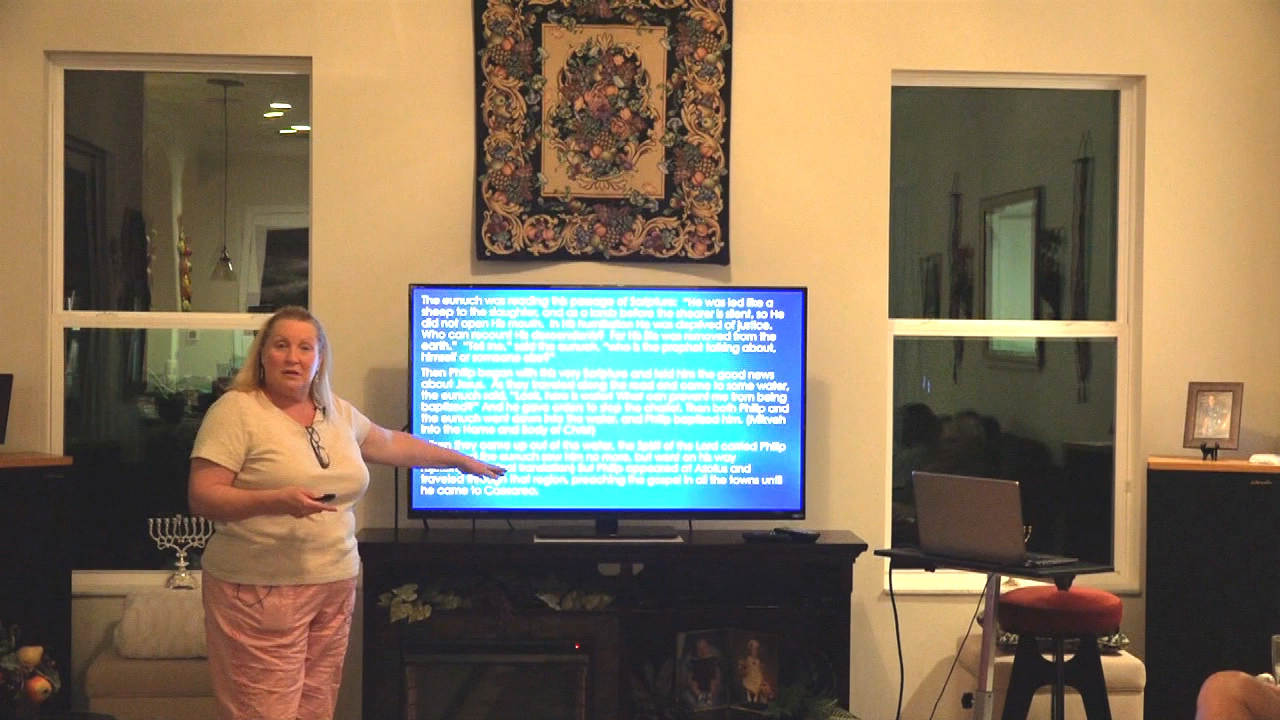 The eunuch was reading this passage of Scripture: "He was led like a
sheep to the slaughter, and as a lamb before the shearer is silent, so He
did not open His mouth. In His humiliation He was deprived of justice.
Who can recount His descendants? For His life was removed from the
earth." "Tell me," said the eunuch, "who is the prophet talking about,
himself or someone else?"
Then Philip began with this very Scripture and told him the good news
about Jesus. As they traveled along the road and came to some water,
the eunuch said, "Look, here is water! What can prevent me from being
baptized?" And he gave orders to stop the chariot. Then both Philip and
the eunuch went down into the water, and Philip baptized him. (Mikvah
into the Name and Body of Christ)
When they came up out of the water, the Spirit of the Lord carried Philip
the eunuch saw him no more, but went on his way
translation) But Philip appeared at Azotus and
traveled through that region, preaching the gospel in all the towns until
he came to Caesarea.